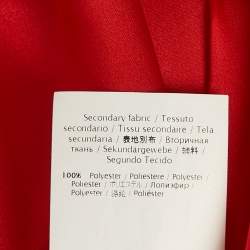 Secondary fabric / Tessuto
secondario / Tissu secondaire / Tela
secundaria / 裏地別布 / Вторичная
ткань / Sekundärgewebe / 辅料 /
Segundo Tecido
100% Polyester / Poliestere / Polyester /
Poliester / ポリエステル / Полиэфир /
Polyester / 涤纶 / Poliéster